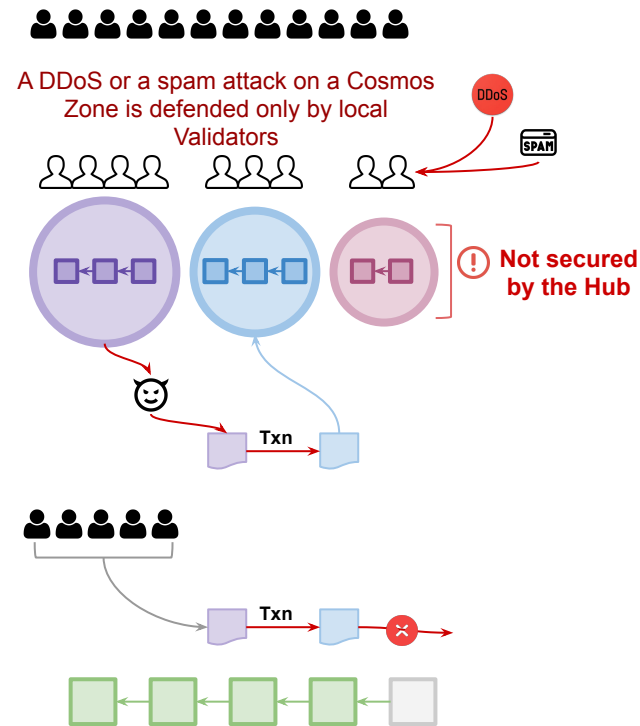 A DDoS or a spam attack on a Cosmos
Zone is defended only by local
Validators
DDoS
SPAM
Not secured
by the Hub
Txn
Txn